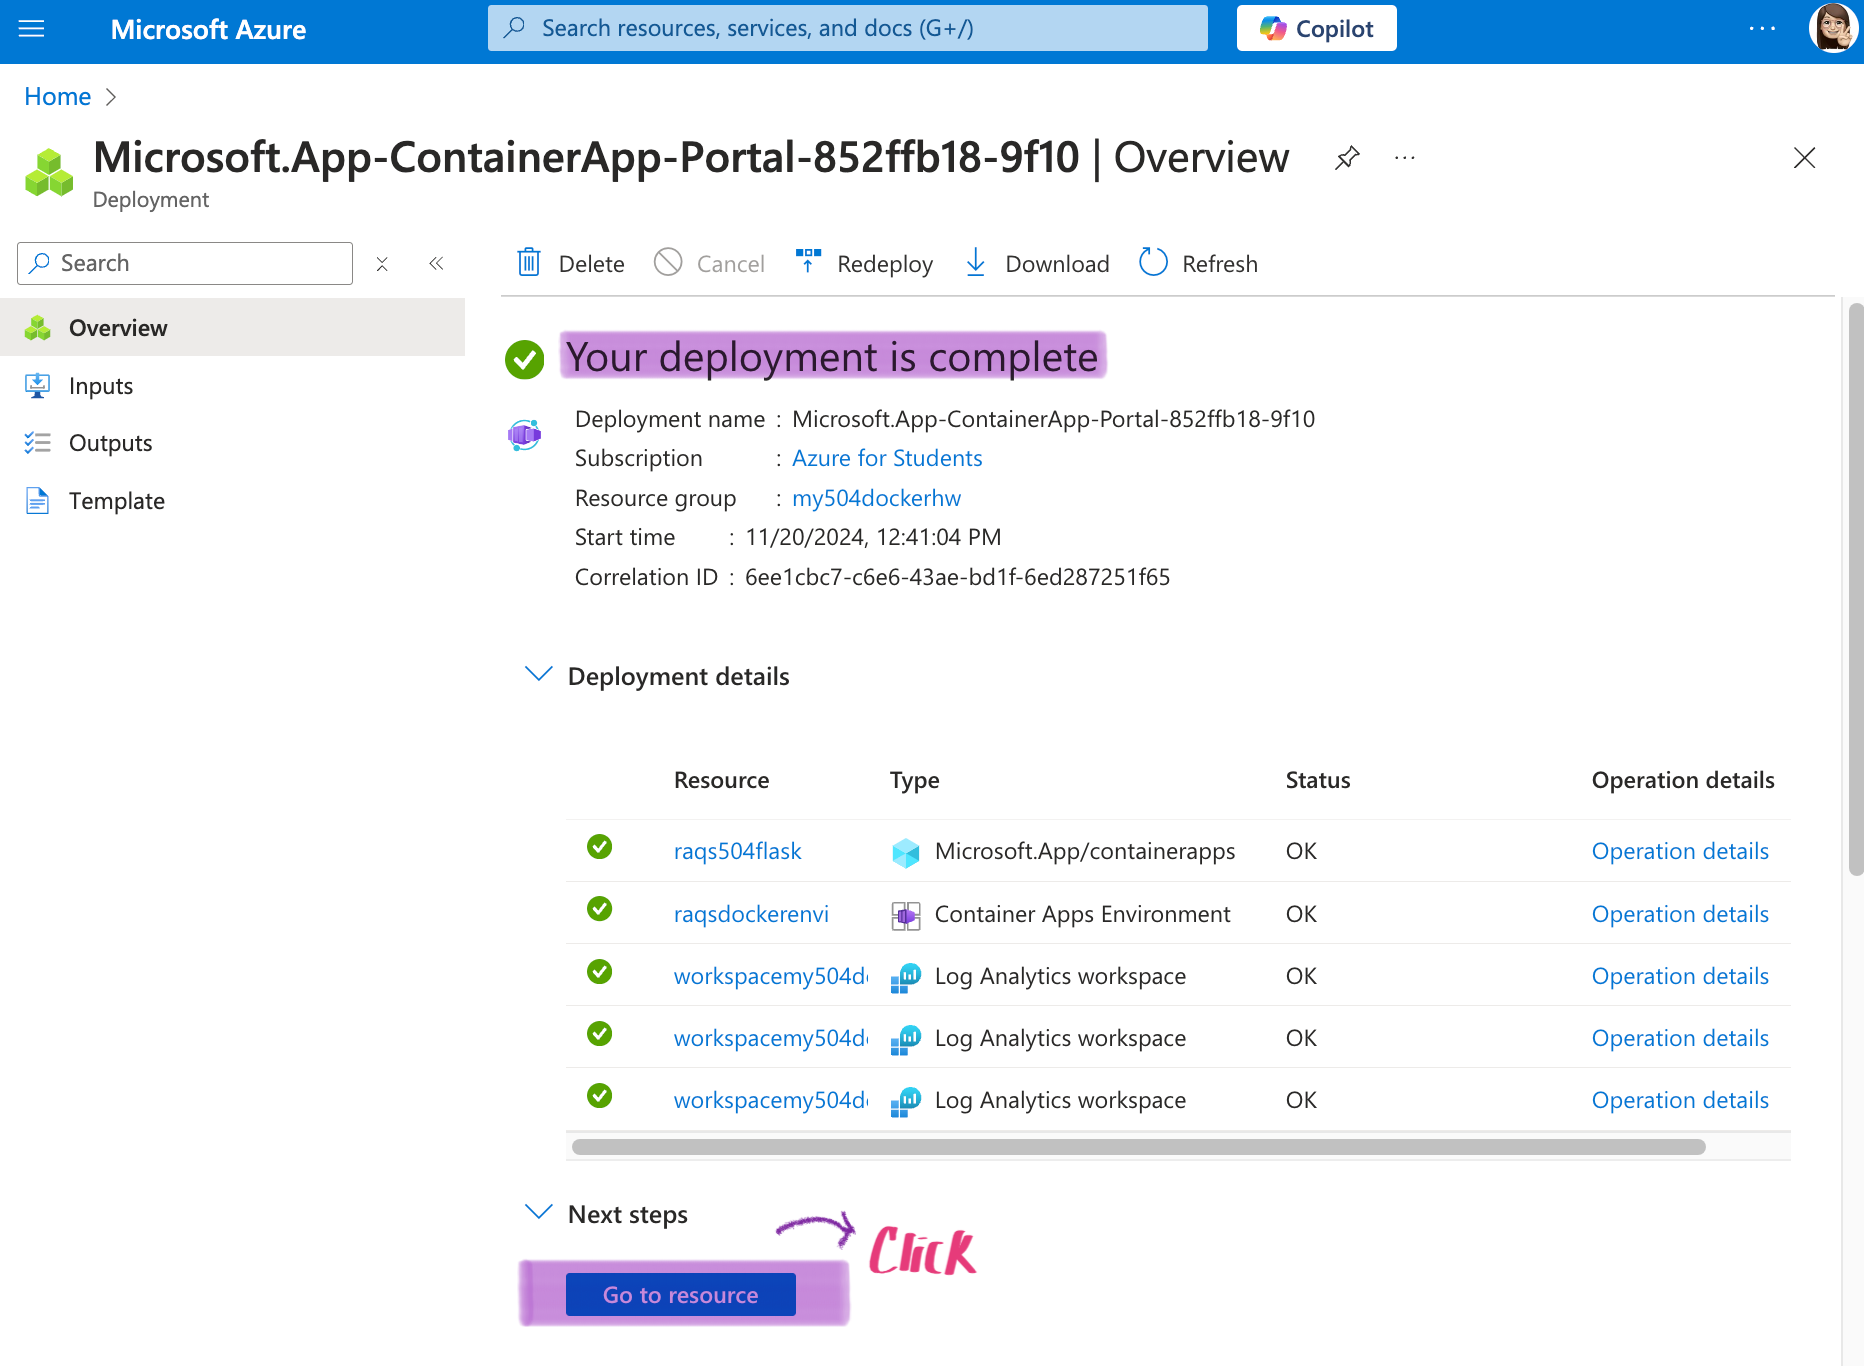 Microsoft Azure
Search resources, services, and docs (G+/)
Copilot
Home
Microsoft.App-ContainerApp-Portal-852ffb18-9f10 | Overview
Deployment
Search
Delete
Cancel
Redeploy
Download
Refresh
Overview
Inputs
Outputs
Template
Your deployment is complete
Deployment name : Microsoft.App-ContainerApp-Portal-852ffb18-9f10
Subscription : Azure for Students
Resource group : my504dockerhw
Start time : 11/20/2024, 12:41:04 PM
Correlation ID : 6ee1cbc7-c6e6-43ae-bd1f-6ed287251f65
Deployment details
Resource Type Status Operation details
raqs504flask Microsoft.App/containerapps OK Operation details
raqsdockerenvi Container Apps Environment OK Operation details
workspacemy504d Log Analytics workspace OK Operation details
workspacemy504d Log Analytics workspace OK Operation details
workspacemy504d Log Analytics workspace OK Operation details
Next steps
Click
Go to resource